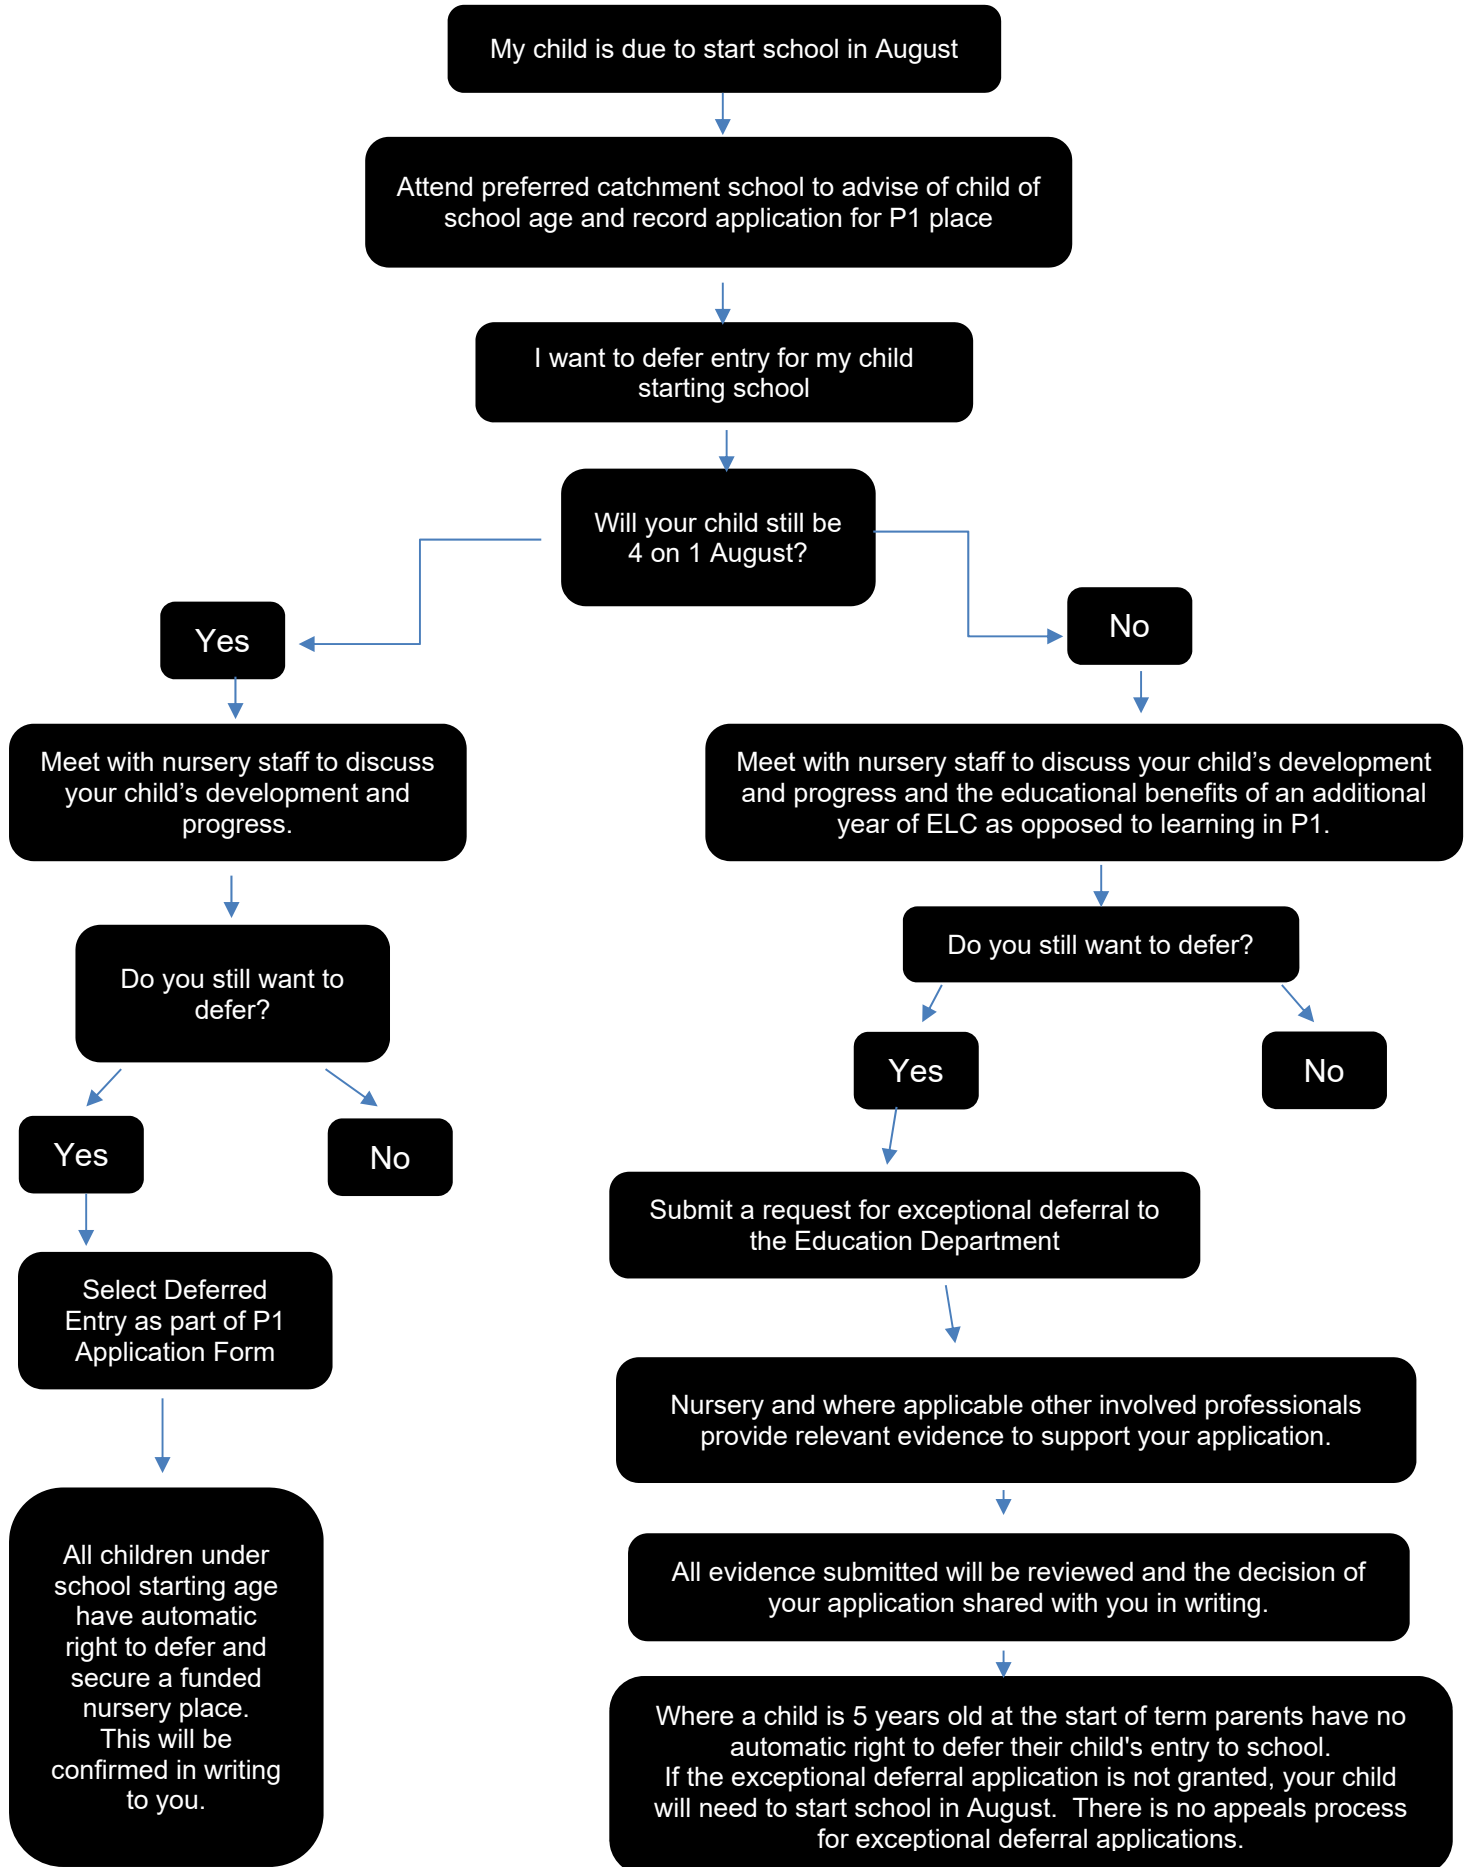 My child is due to start school in August
Attend preferred catchment school to advise of child of
school age and record application for P1 place
I want to defer entry for my child
starting school
Will your child still be
4 on 1 August?
Yes
No
Meet with nursery staff to discuss
your child’s development and
progress.
Meet with nursery staff to discuss your child’s development
and progress and the educational benefits of an additional
year of ELC as opposed to learning in P1.
Do you still want to
defer?
Do you still want to defer?
Yes
No
Yes
No
Select Deferred
Entry as part of P1
Application Form
Submit a request for exceptional deferral to
the Education Department
Nursery and where applicable other involved professionals
provide relevant evidence to support your application.
All children under
school starting age
have automatic
right to defer and
secure a funded
nursery place.
This will be
confirmed in writing
to you.
All evidence submitted will be reviewed and the decision of
your application shared with you in writing.
Where a child is 5 years old at the start of term parents have no
automatic right to defer their child's entry to school.
If the exceptional deferral application is not granted, your child
will need to start school in August.  There is no appeals process
for exceptional deferral applications.